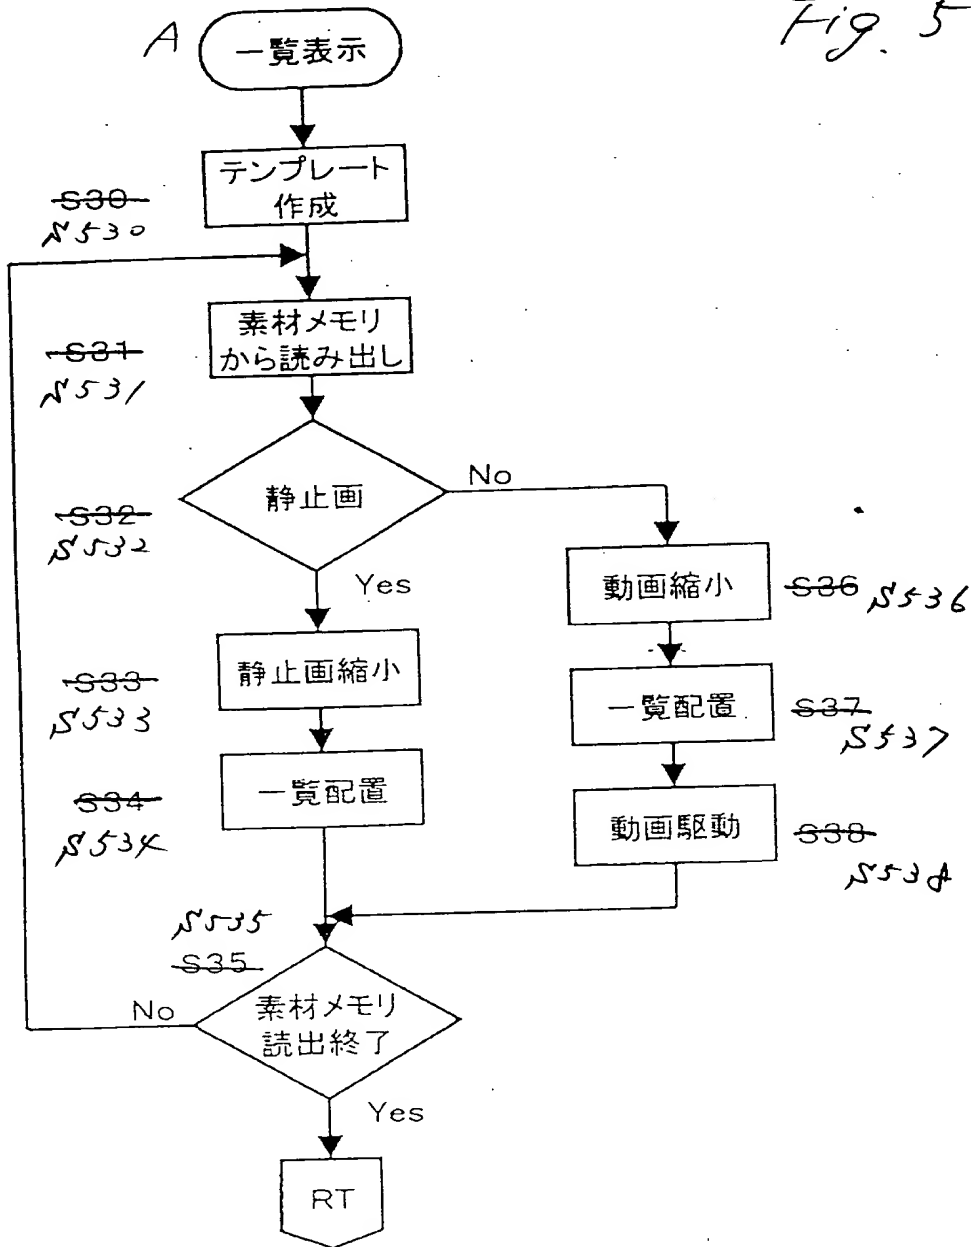 Fig. 5
A
一覧表示
テンプレート
作成
S30
S530
素材メモリ
から読み出し
S31
S531
静止画
No
S32
S532
Yes
動画縮小
S36
S536
静止画縮小
S33
S533
一覧配置
S37
S537
一覧配置
S34
S534
動画駆動
S38
S538
S535
S35
No
素材メモリ
読出終了
Yes
RT